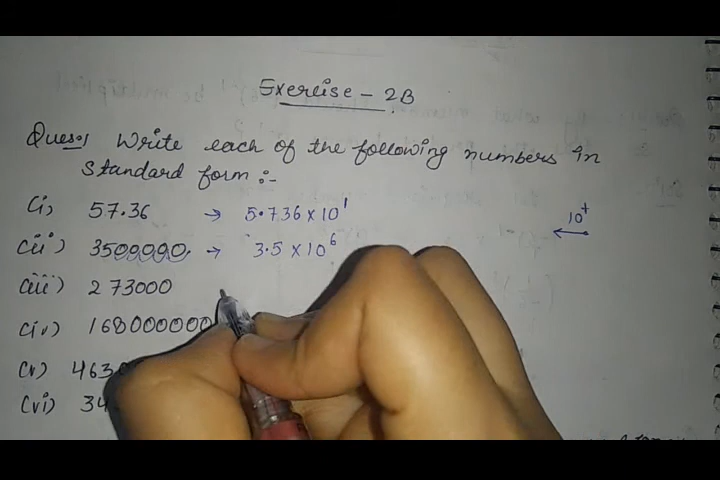 Exercise - 2B
Ques:1 Write each of the following numbers in
Standard form :-
(i) 57.36 → 5.736 × 10¹
10⁺
←
(ii) 3500000. → 3.5 × 10⁶
(iii) 273000
(iv) 168000000
(v) 463
(vi) 34